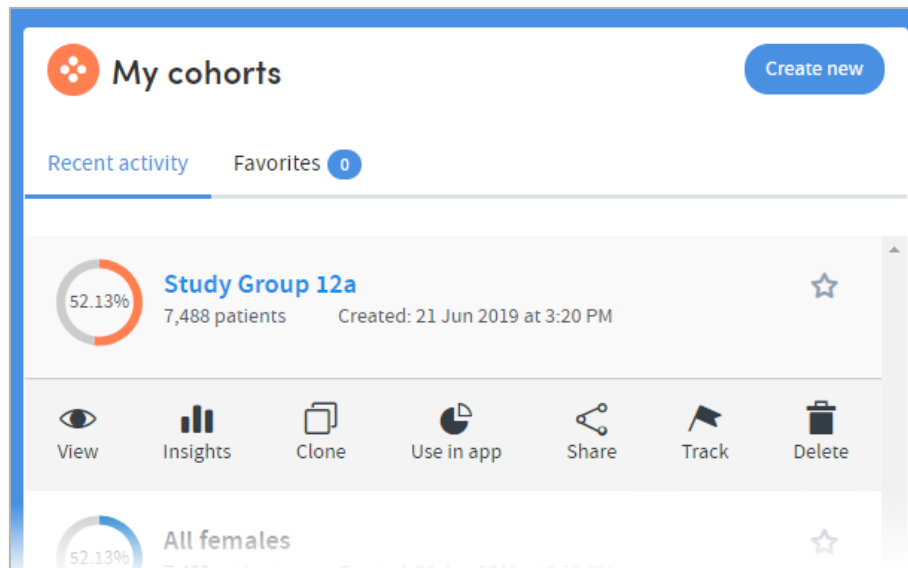 My cohorts
Create new
Recent activity Favorites 0
52.13%
Study Group 12a
7,488 patients Created: 21 Jun 2019 at 3:20 PM
View Insights Clone Use in app Share Track Delete
52.13%
All females